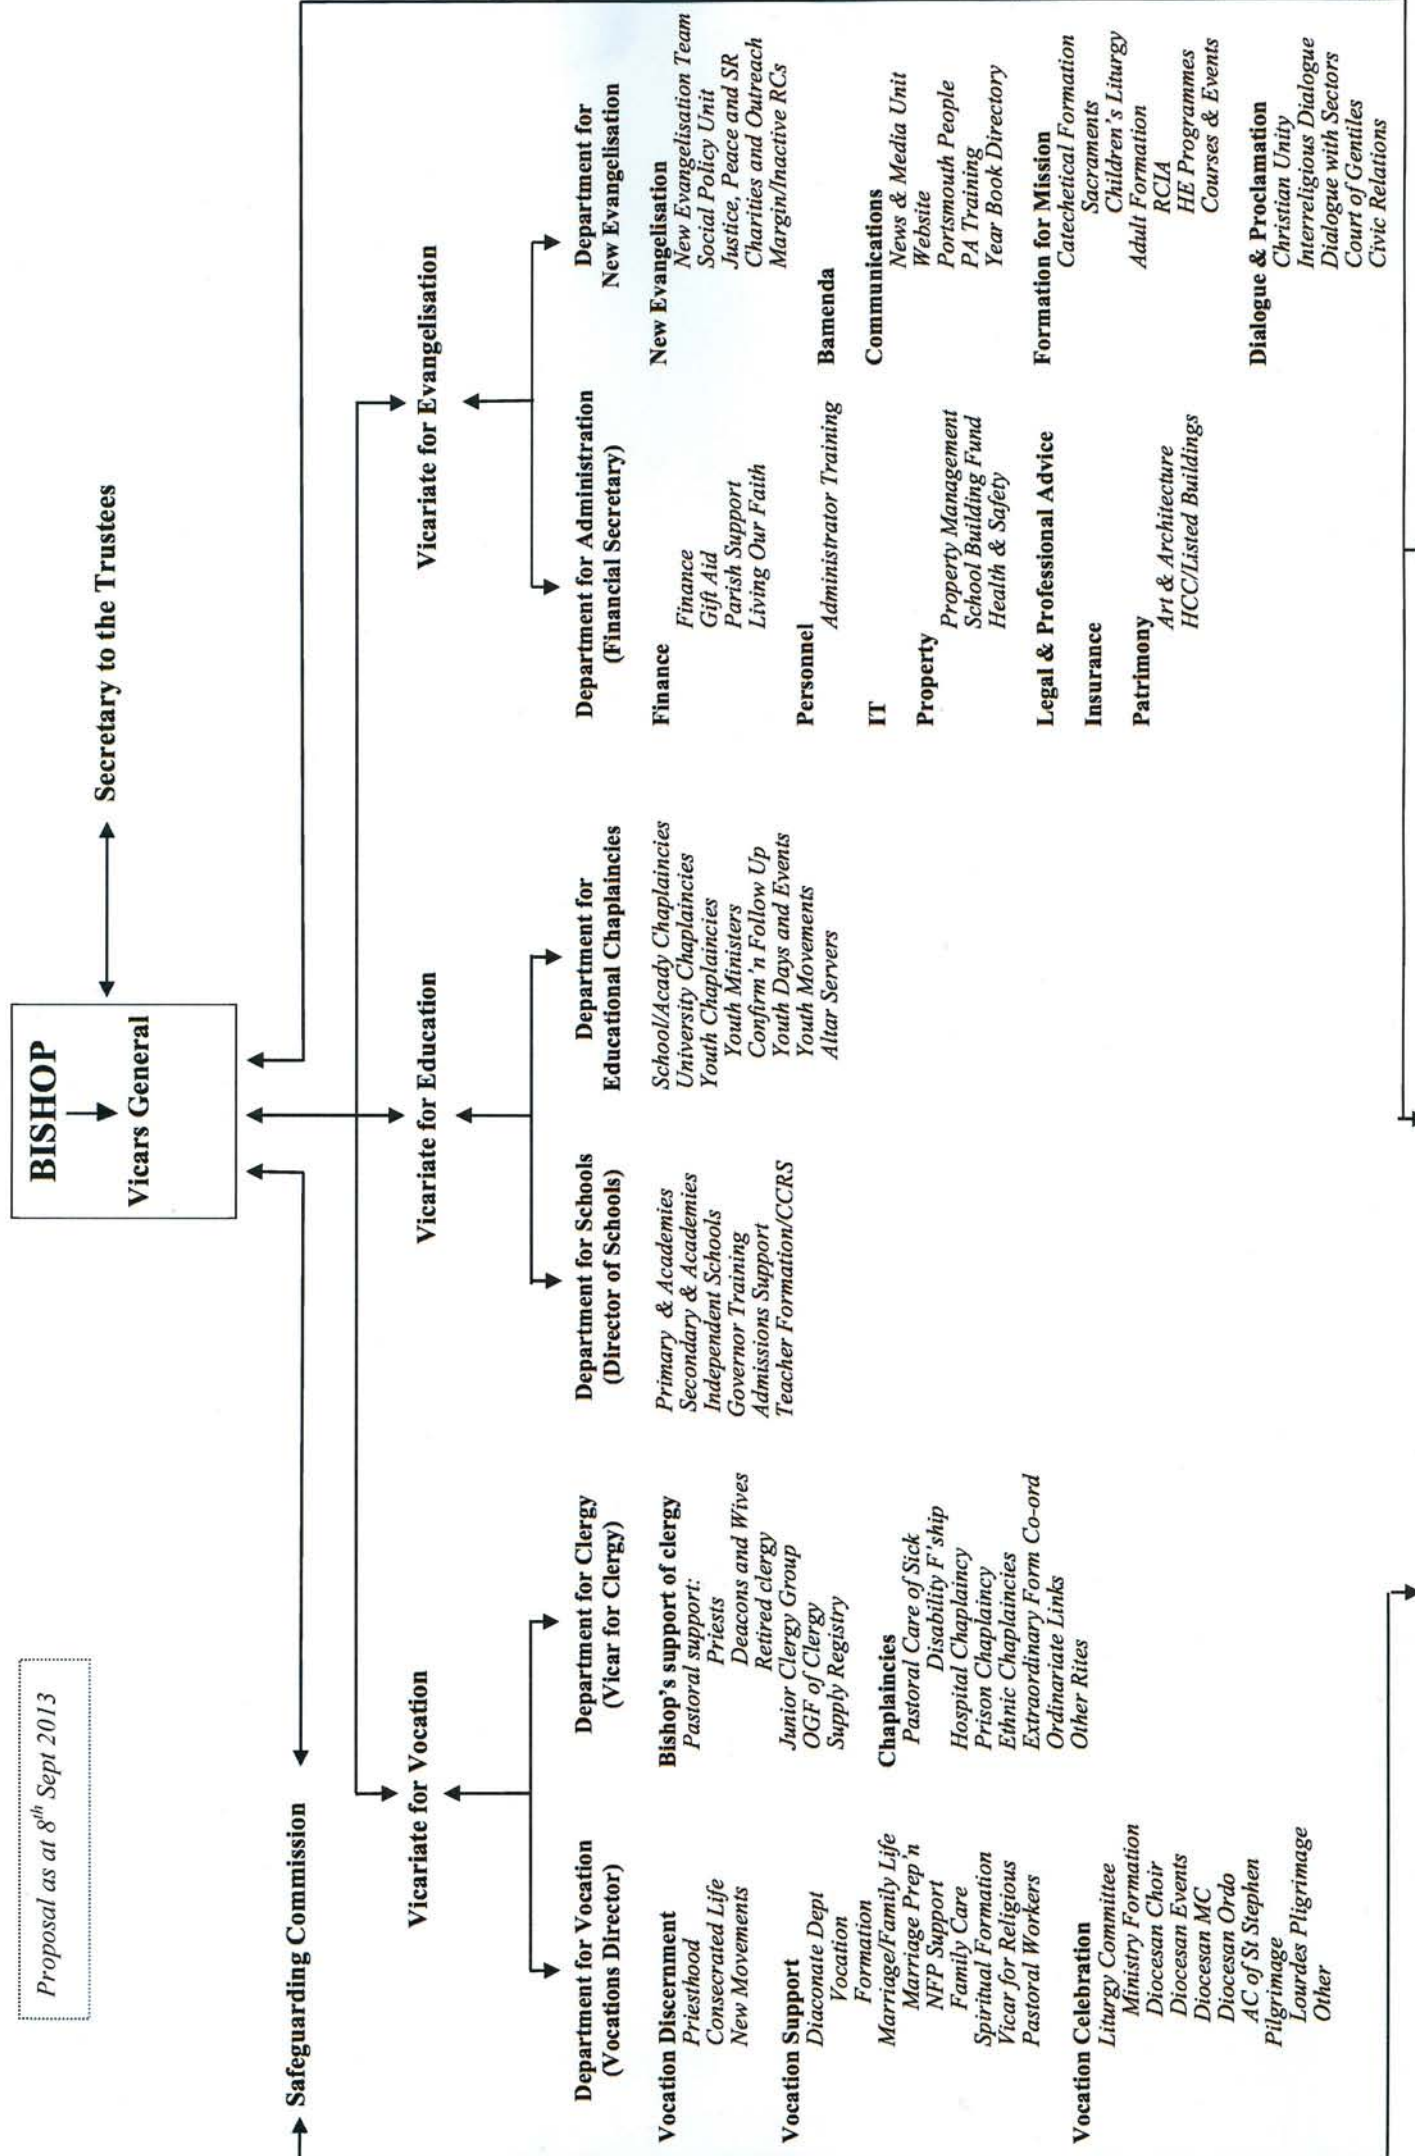 Proposal as at 8th Sept 2013
BISHOP
Vicars General
Secretary to the Trustees
Safeguarding Commission
Vicariate for Vocation
Vicariate for Education
Vicariate for Evangelisation
Department for Vocation
(Vocations Director)
Vocation Discernment
Priesthood
Consecrated Life
New Movements
Vocation Support
Diaconate Dept
Vocation
Formation
Marriage/Family Life
Marriage Prep'n
NFP Support
Family Care
Spiritual Formation
Vicar for Religious
Pastoral Workers
Vocation Celebration
Liturgy Committee
Ministry Formation
Diocesan Choir
Diocesan Events
Diocesan MC
Diocesan Ordo
AC of St Stephen
Pilgrimage
Lourdes Pligrimage
Other
Department for Clergy
(Vicar for Clergy)
Bishop's support of clergy
Pastoral support:
Priests
Deacons and Wives
Retired clergy
Junior Clergy Group
OGF of Clergy
Supply Registry
Chaplaincies
Pastoral Care of Sick
Disability F'ship
Hospital Chaplaincy
Prison Chaplaincy
Ethnic Chaplaincies
Extraordinary Form Co-ord
Ordinariate Links
Other Rites
Department for Schools
(Director of Schools)
Primary & Academies
Secondary & Academies
Independent Schools
Governor Training
Admissions Support
Teacher Formation/CCRS
Department for
Educational Chaplaincies
School/Acady Chaplaincies
University Chaplaincies
Youth Chaplaincies
Youth Ministers
Confirm'n Follow Up
Youth Days and Events
Youth Movements
Altar Servers
Department for Administration
(Financial Secretary)
Finance
Finance
Gift Aid
Parish Support
Living Our Faith
Personnel
Administrator Training
IT
Property
Property Management
School Building Fund
Health & Safety
Legal & Professional Advice
Insurance
Patrimony
Art & Architecture
HCC/Listed Buildings
Department for
New Evangelisation
New Evangelisation
New Evangelisation Team
Social Policy Unit
Justice, Peace and SR
Charities and Outreach
Margin/Inactive RCs
Bamenda
Communications
News & Media Unit
Website
Portsmouth People
PA Training
Year Book Directory
Formation for Mission
Catechetical Formation
Sacraments
Children's Liturgy
Adult Formation
RCIA
HE Programmes
Courses & Events
Dialogue & Proclamation
Christian Unity
Interreligious Dialogue
Dialogue with Sectors
Court of Gentiles
Civic Relations